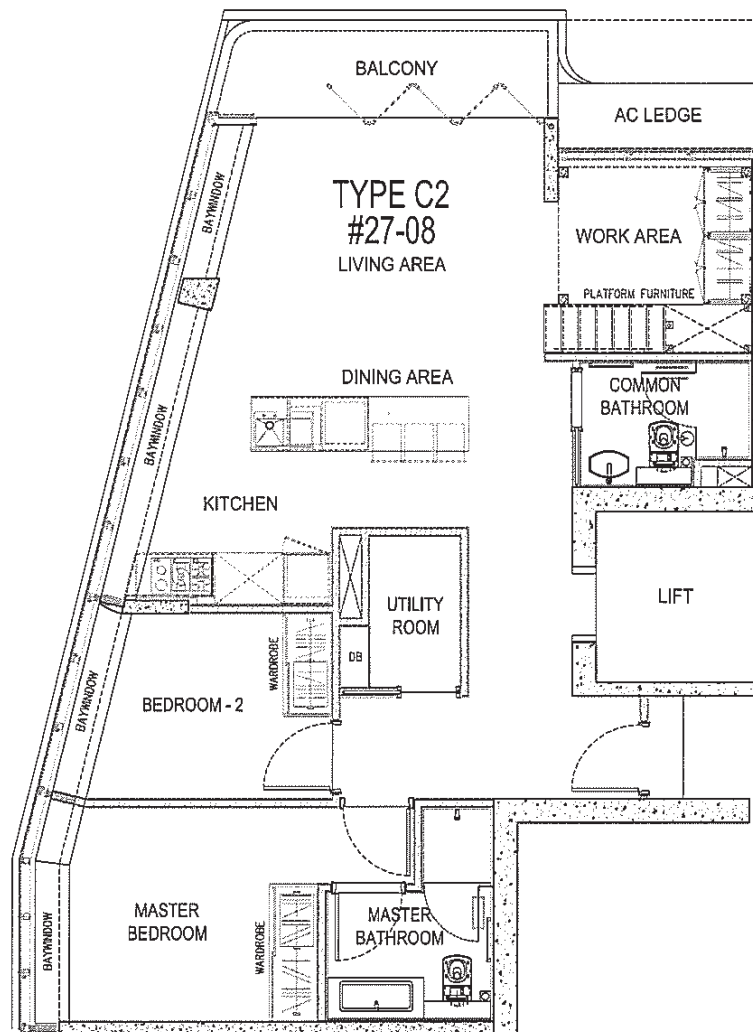 BALCONY
AC LEDGE
BAYWINDOW
TYPE C2
#27-08
LIVING AREA
WORK AREA
PLATFORM FURNITURE
DINING AREA
COMMON
BATHROOM
BAYWINDOW
KITCHEN
UTILITY
ROOM
LIFT
DB
WARDROBE
BEDROOM - 2
BAYWINDOW
MASTER
BEDROOM
WARDROBE
MASTER
BATHROOM
BAYWINDOW